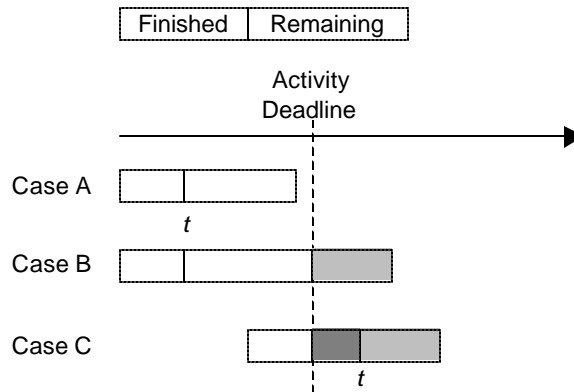 Finished Remaining
Activity
Deadline
Case A
t
Case B
Case C
t